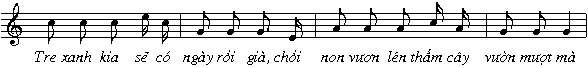 Tre xanh kia sẽ có ngày rồi già, chồi non vươn lên thắm cây vườn mượt mà